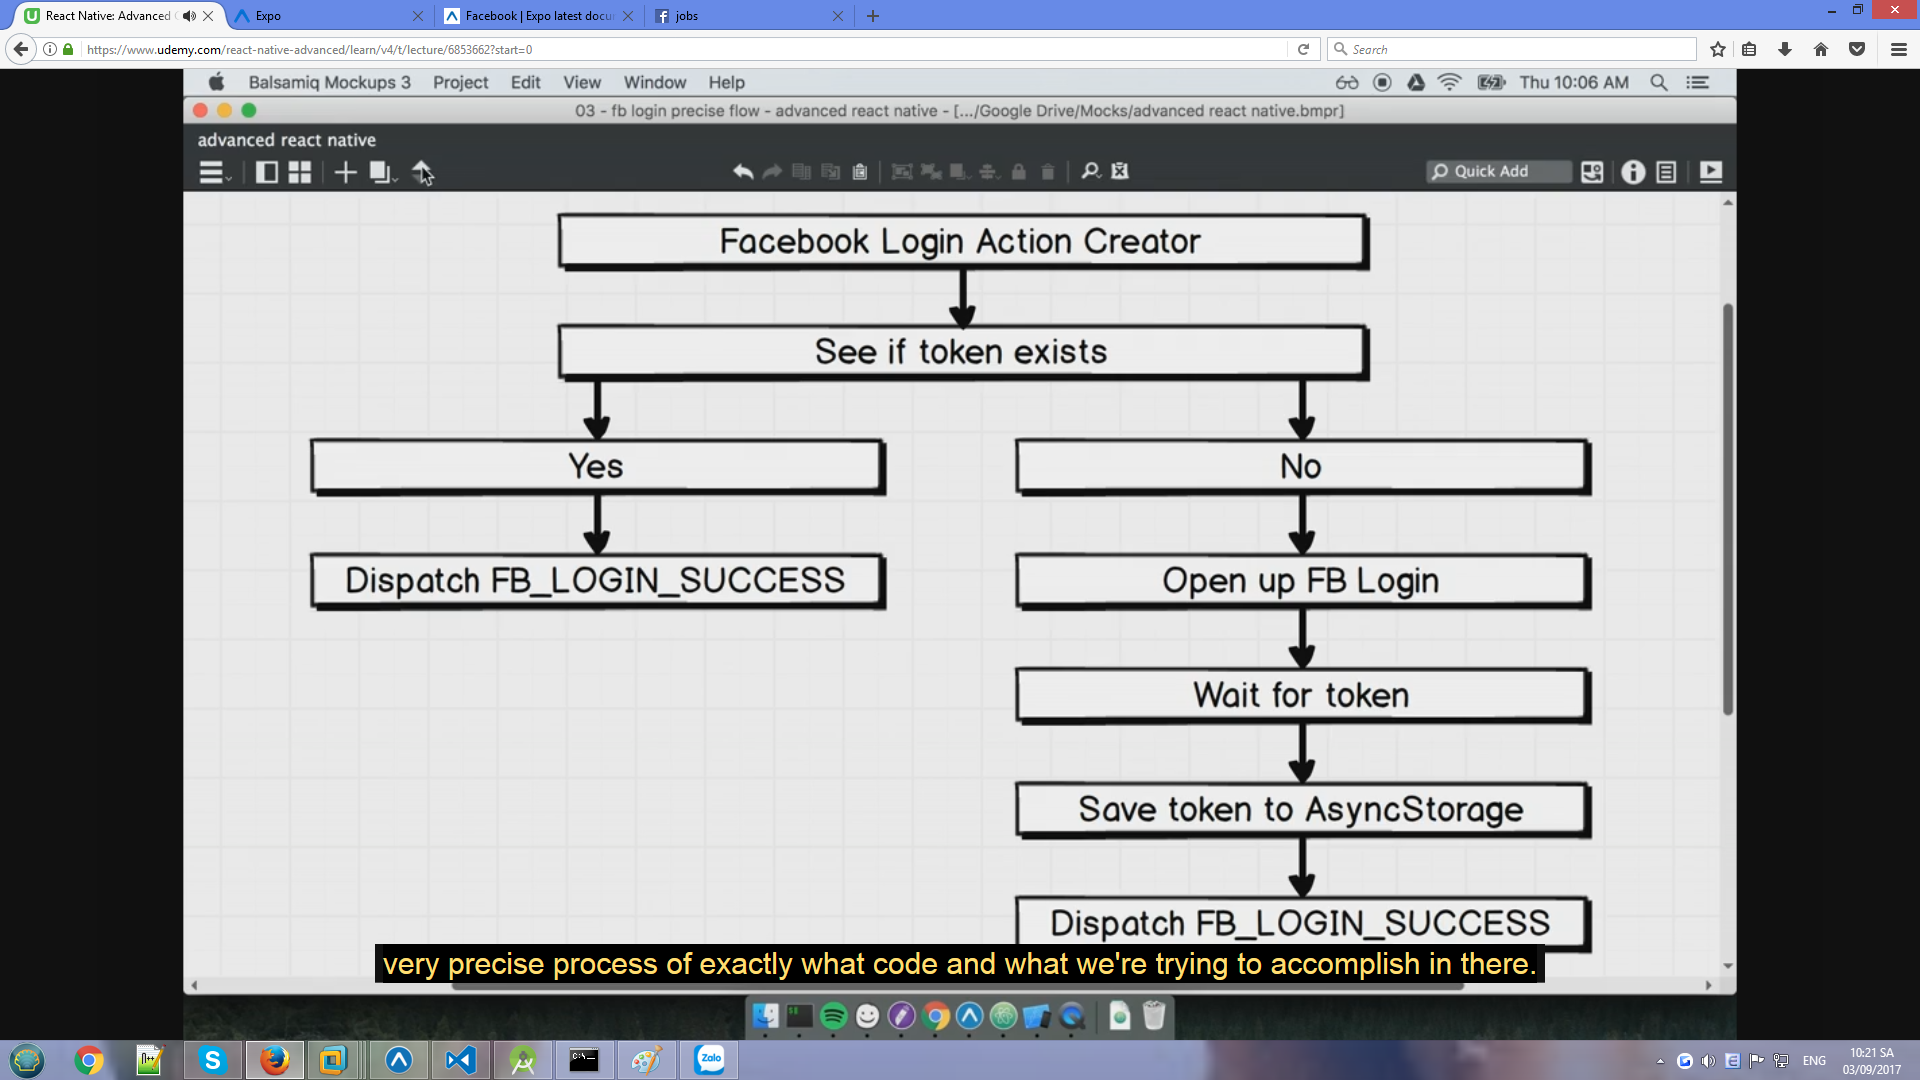 React Native: Advanced
Expo
Facebook | Expo latest docu
jobs
https://www.udemy.com/react-native-advanced/learn/v4/t/lecture/6853662?start=0
Search
Balsamiq Mockups 3 Project Edit View Window Help
Thu 10:06 AM
03 - fb login precise flow - advanced react native - [.../Google Drive/Mocks/advanced react native.bmpr]
advanced react native
Quick Add
Facebook Login Action Creator
See if token exists
Yes
No
Dispatch FB_LOGIN_SUCCESS
Open up FB Login
Wait for token
Save token to AsyncStorage
Dispatch FB_LOGIN_SUCCESS
very precise process of exactly what code and what we're trying to accomplish in there.
Zalo
ENG
10:21 SA
03/09/2017